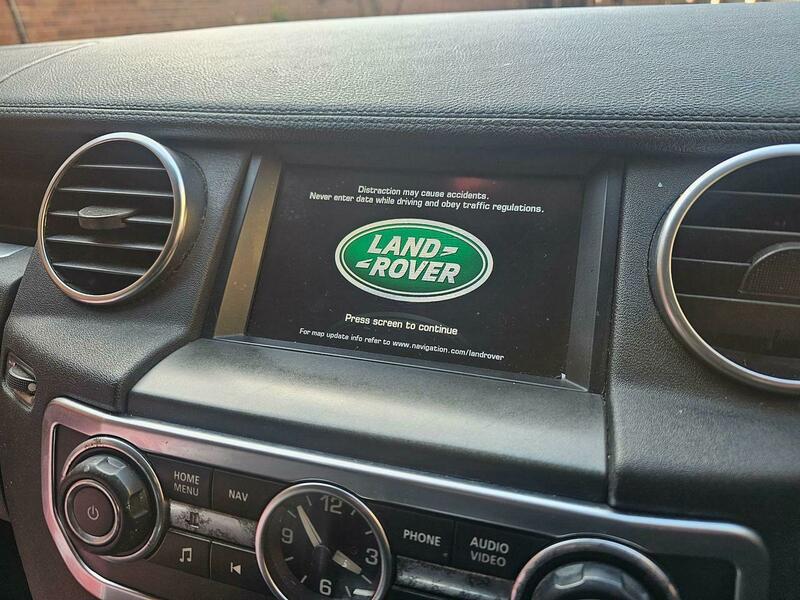 Distraction may cause accidents.
Never enter data while driving and obey traffic regulations.
LAND
ROVER
Press screen to continue
For map update info refer to www.navigation.com/landrover
HOME
MENU
NAV
12
9
3
6
PHONE
AUDIO
VIDEO